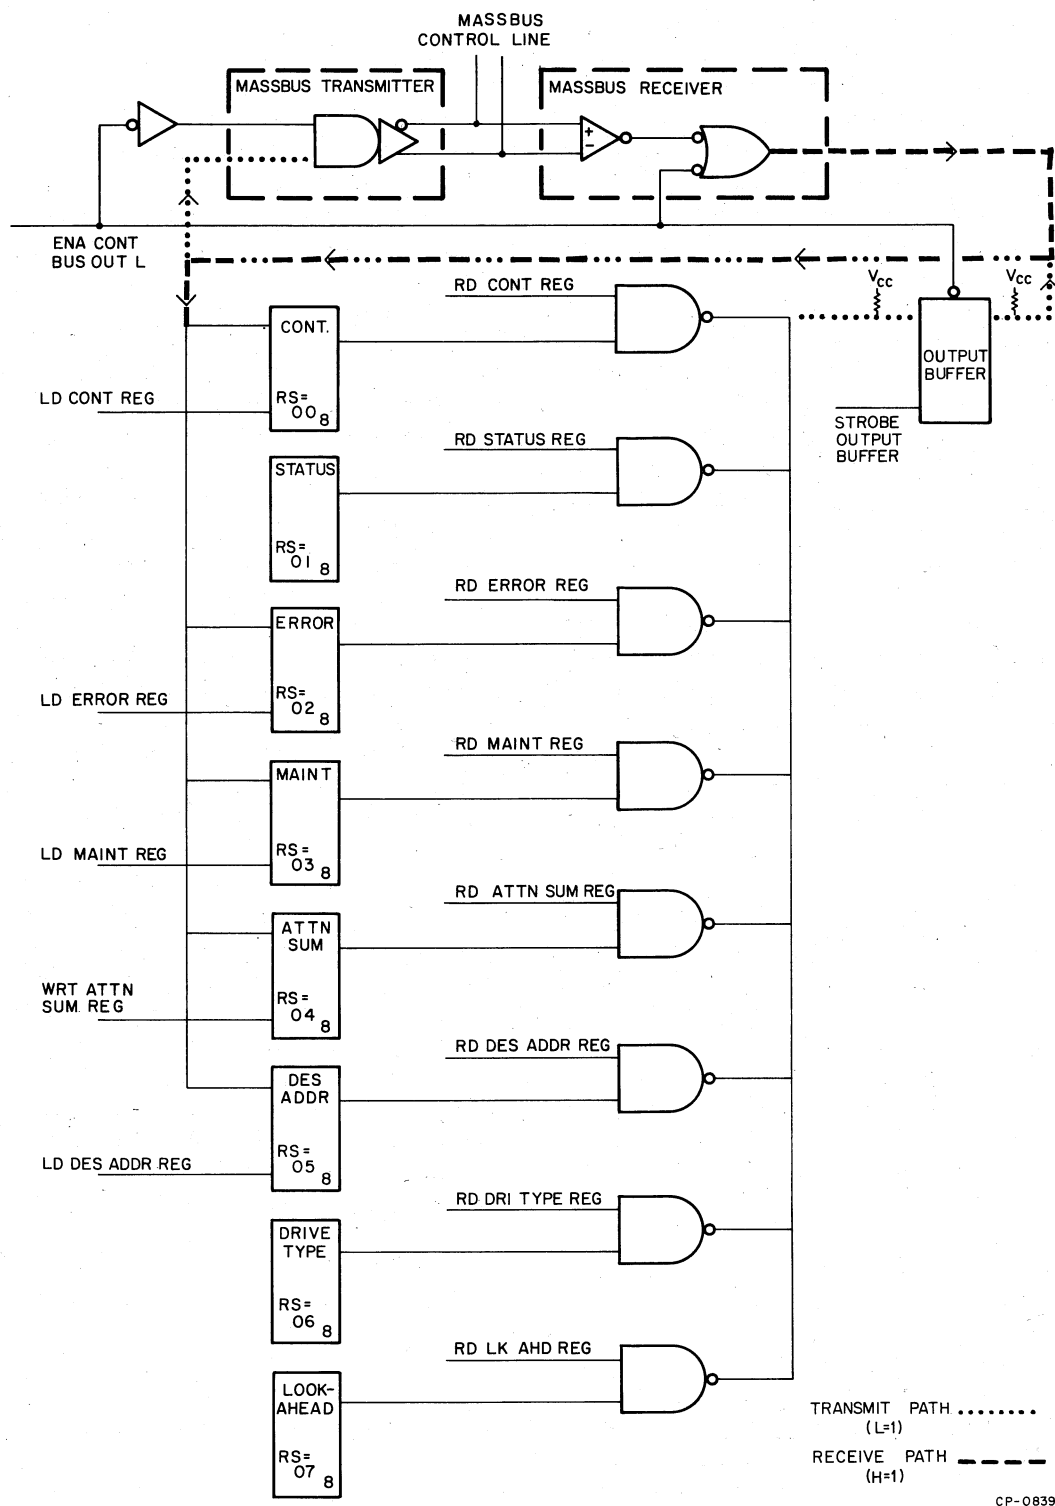 MASSBUS
CONTROL LINE
MASSBUS TRANSMITTER
MASSBUS RECEIVER
+
-
ENA CONT
BUS OUT L
VCC
VCC
OUTPUT
BUFFER
STROBE
OUTPUT
BUFFER
RD CONT REG
CONT.
RS=
00 8
LD CONT REG
RD STATUS REG
STATUS
RS=
01 8
RD ERROR REG
ERROR
RS=
02 8
LD ERROR REG
RD MAINT REG
MAINT
RS=
03 8
LD MAINT REG
RD ATTN SUM REG
ATTN
SUM
RS=
04 8
WRT ATTN
SUM REG
RD DES ADDR REG
DES
ADDR
RS=
05 8
LD DES ADDR REG
RD DRI TYPE REG
DRIVE
TYPE
RS=
06 8
RD LK AHD REG
LOOK-
AHEAD
RS=
07 8
TRANSMIT PATH
(L=1)
RECEIVE PATH
(H=1)
CP-0839